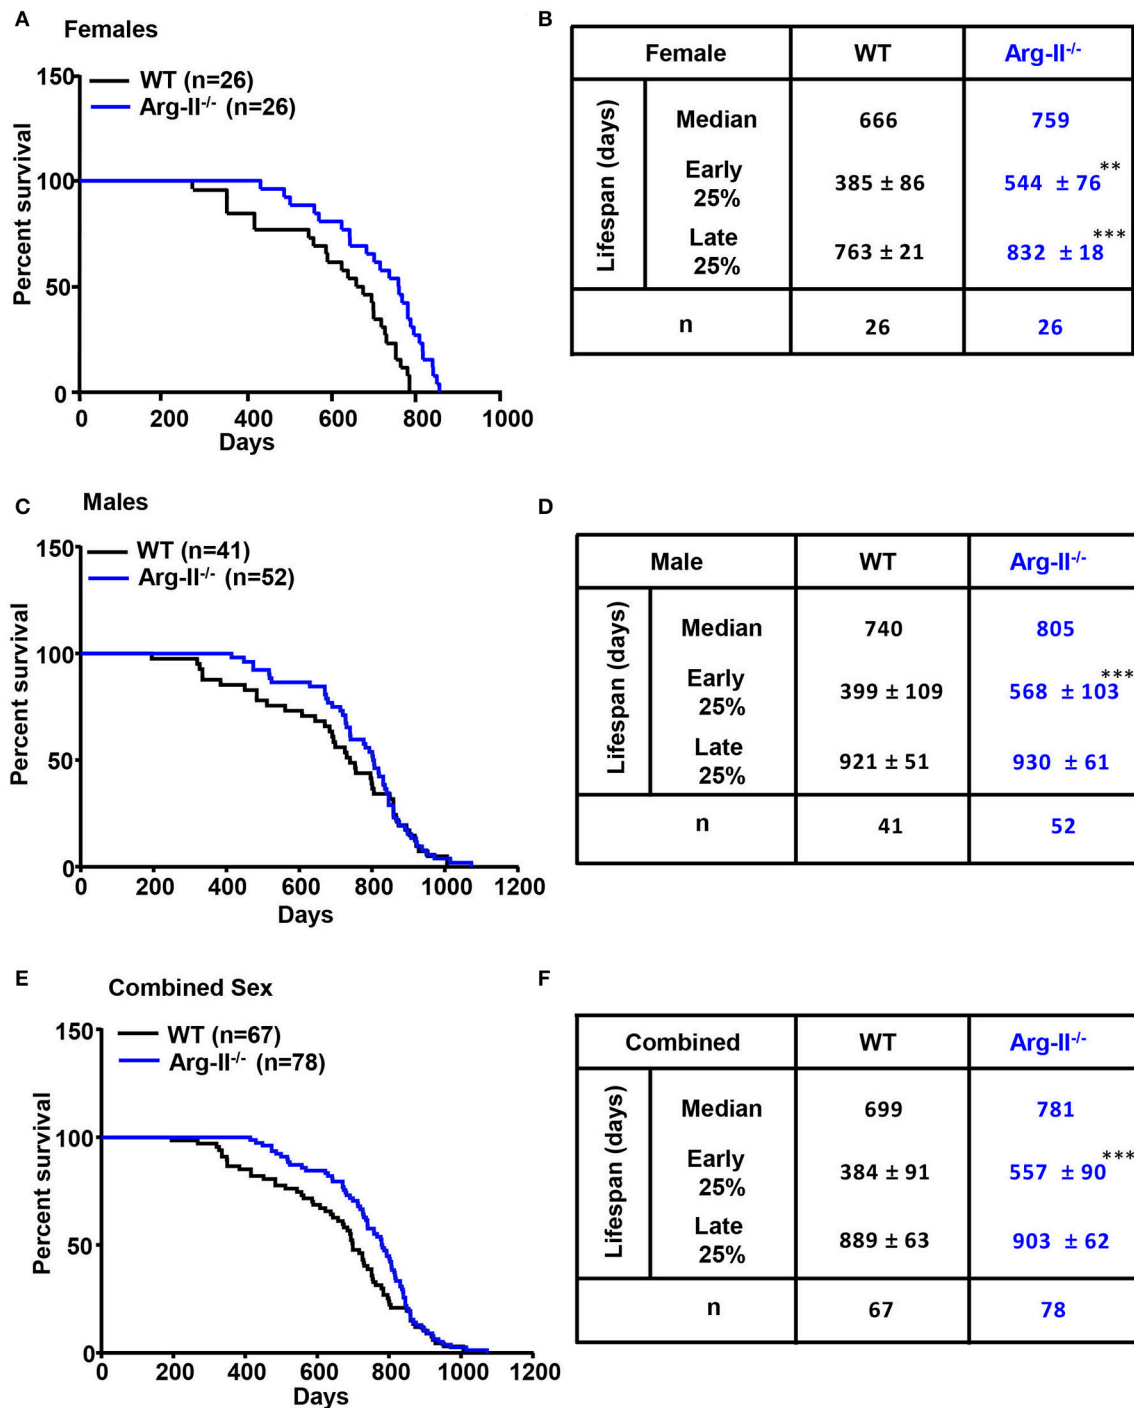 A
Females
WT (n=26)
Arg-II-/- (n=26)
Percent survival
150
100
50
0
0 200 400 600 800 1000
Days
B
Female WT Arg-II-/-
Lifespan (days)
Median 666 759
Early 25% 385 ± 86 544 ± 76**
Late 25% 763 ± 21 832 ± 18***
n 26 26
C
Males
WT (n=41)
Arg-II-/- (n=52)
Percent survival
150
100
50
0
0 200 400 600 800 1000 1200
Days
D
Male WT Arg-II-/-
Lifespan (days)
Median 740 805
Early 25% 399 ± 109 568 ± 103***
Late 25% 921 ± 51 930 ± 61
n 41 52
E
Combined Sex
WT (n=67)
Arg-II-/- (n=78)
Percent survival
150
100
50
0
0 200 400 600 800 1000 1200
Days
F
Combined WT Arg-II-/-
Lifespan (days)
Median 699 781
Early 25% 384 ± 91 557 ± 90***
Late 25% 889 ± 63 903 ± 62
n 67 78